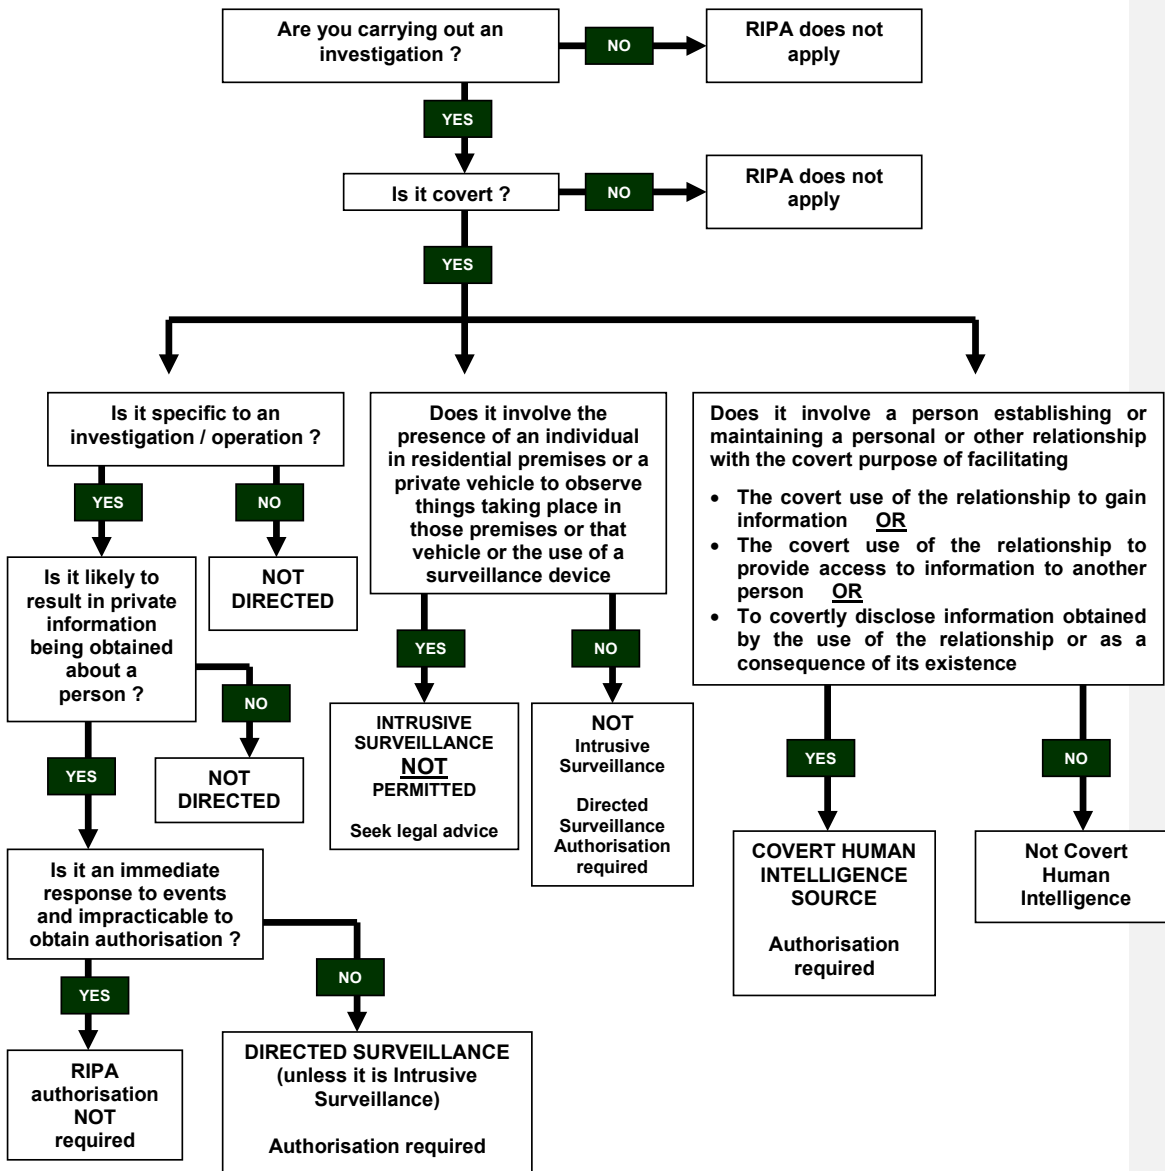 Are you carrying out an
investigation ?
NO
RIPA does not
apply
YES
Is it covert ?
NO
RIPA does not
apply
YES
Is it specific to an
investigation / operation ?
YES
NO
NOT
DIRECTED
Is it likely to
result in private
information
being obtained
about a
person ?
NO
NOT
DIRECTED
YES
Is it an immediate
response to events
and impracticable to
obtain authorisation ?
YES
NO
RIPA
authorisation
NOT
required
DIRECTED SURVEILLANCE
(unless it is Intrusive
Surveillance)
Authorisation required
Does it involve the
presence of an individual
in residential premises or a
private vehicle to observe
things taking place in
those premises or that
vehicle or the use of a
surveillance device
YES
NO
INTRUSIVE
SURVEILLANCE
NOT
PERMITTED
Seek legal advice
NOT
Intrusive
Surveillance
Directed
Surveillance
Authorisation
required
Does it involve a person establishing or
maintaining a personal or other relationship
with the covert purpose of facilitating
• The covert use of the relationship to gain
information OR
• The covert use of the relationship to
provide access to information to another
person OR
• To covertly disclose information obtained
by the use of the relationship or as a
consequence of its existence
YES
NO
COVERT HUMAN
INTELLIGENCE
SOURCE
Authorisation
required
Not Covert
Human
Intelligence